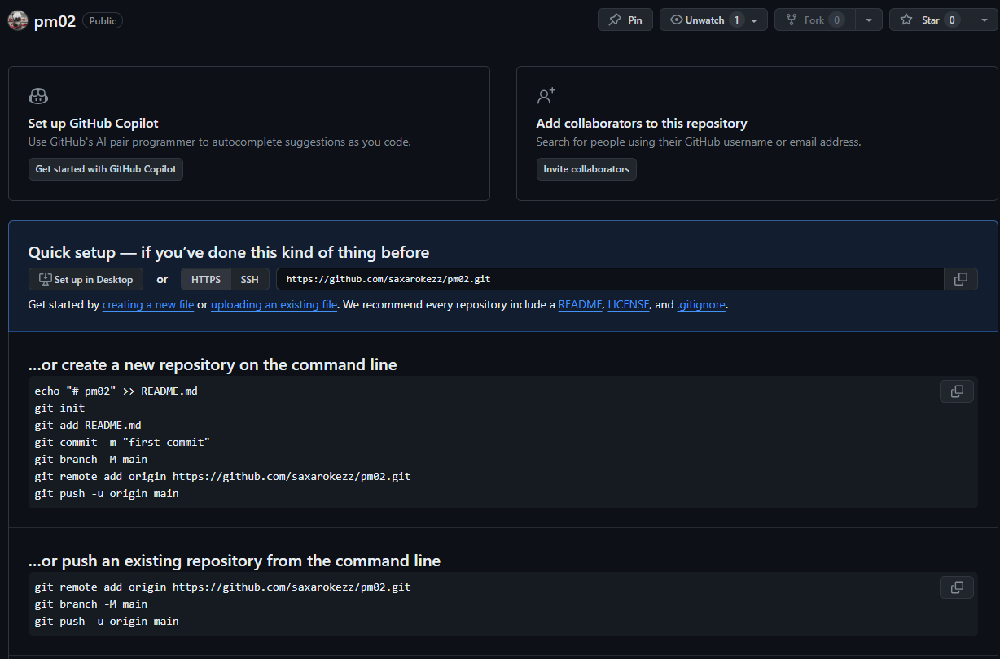 pm02 Public
Pin
Unwatch 1
Fork 0
Star 0
Set up GitHub Copilot
Use GitHub's AI pair programmer to autocomplete suggestions as you code.
Get started with GitHub Copilot
Add collaborators to this repository
Search for people using their GitHub username or email address.
Invite collaborators
Quick setup — if you’ve done this kind of thing before
Set up in Desktop or HTTPS SSH https://github.com/saxarokezz/pm02.git
Get started by creating a new file or uploading an existing file. We recommend every repository include a README, LICENSE, and .gitignore.
…or create a new repository on the command line
echo "# pm02" >> README.md
git init
git add README.md
git commit -m "first commit"
git branch -M main
git remote add origin https://github.com/saxarokezz/pm02.git
git push -u origin main
…or push an existing repository from the command line
git remote add origin https://github.com/saxarokezz/pm02.git
git branch -M main
git push -u origin main